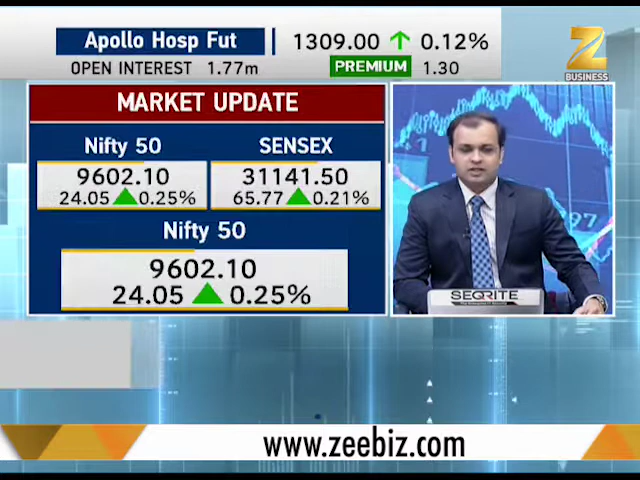 Apollo Hosp Fut 1309.00 0.12%
OPEN INTEREST 1.77m PREMIUM 1.30
Z
BUSINESS
MARKET UPDATE
Nifty 50 SENSEX
9602.10 31141.50
24.05 0.25% 65.77 0.21%
Nifty 50
9602.10
24.05 0.25%
SEQRITE
www.zeebiz.com